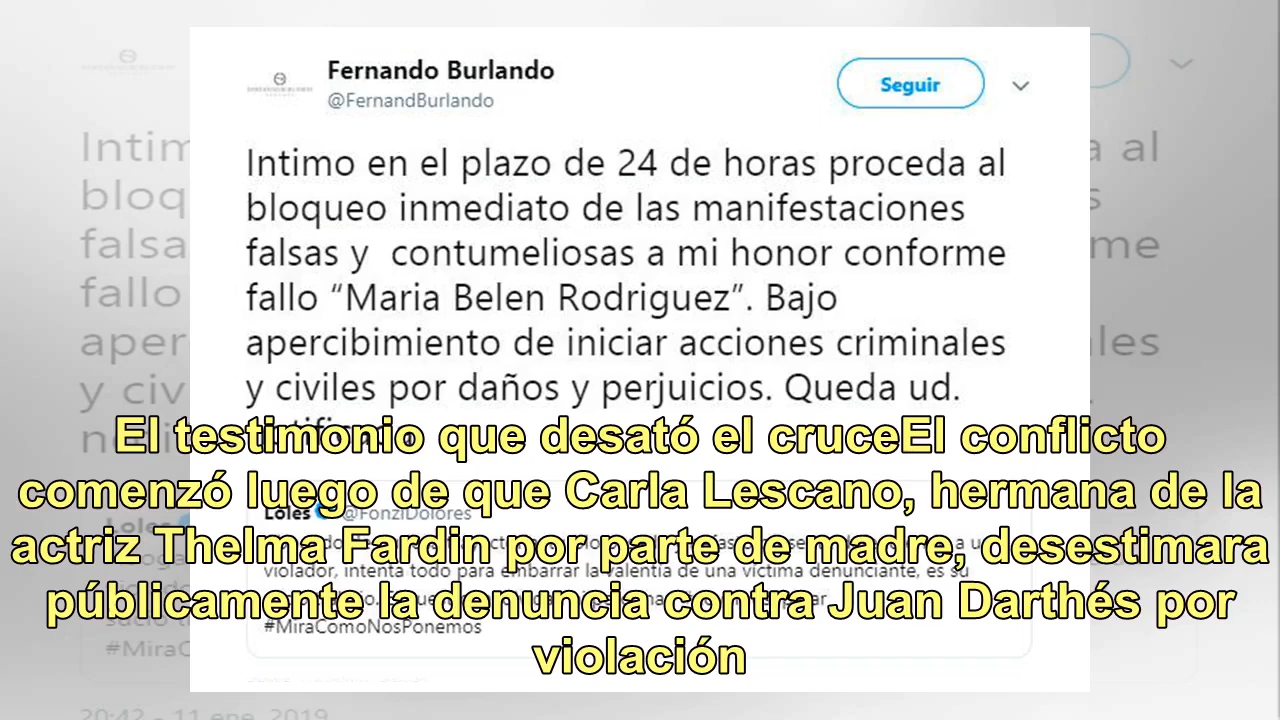 Fernando Burlando
@FernandBurlando
Seguir
Intimo en el plazo de 24 de horas proceda al
bloqueo inmediato de las manifestaciones
falsas y contumeliosas a mi honor conforme
fallo “Maria Belen Rodriguez”. Bajo
apercibimiento de iniciar acciones criminales
y civiles por daños y perjuicios. Queda ud.
El testimonio que desató el cruceEl conflicto
comenzó luego de que Carla Lescano, hermana de la
actriz Thelma Fardin por parte de madre, desestimara
públicamente la denuncia contra Juan Darthés por
violación
Loles @FonziDolores
violador, intenta todo para embarrar la valentía de una víctima denunciante, es su
#MiraComoNosPonemos
20:42 - 11 ene. 2019